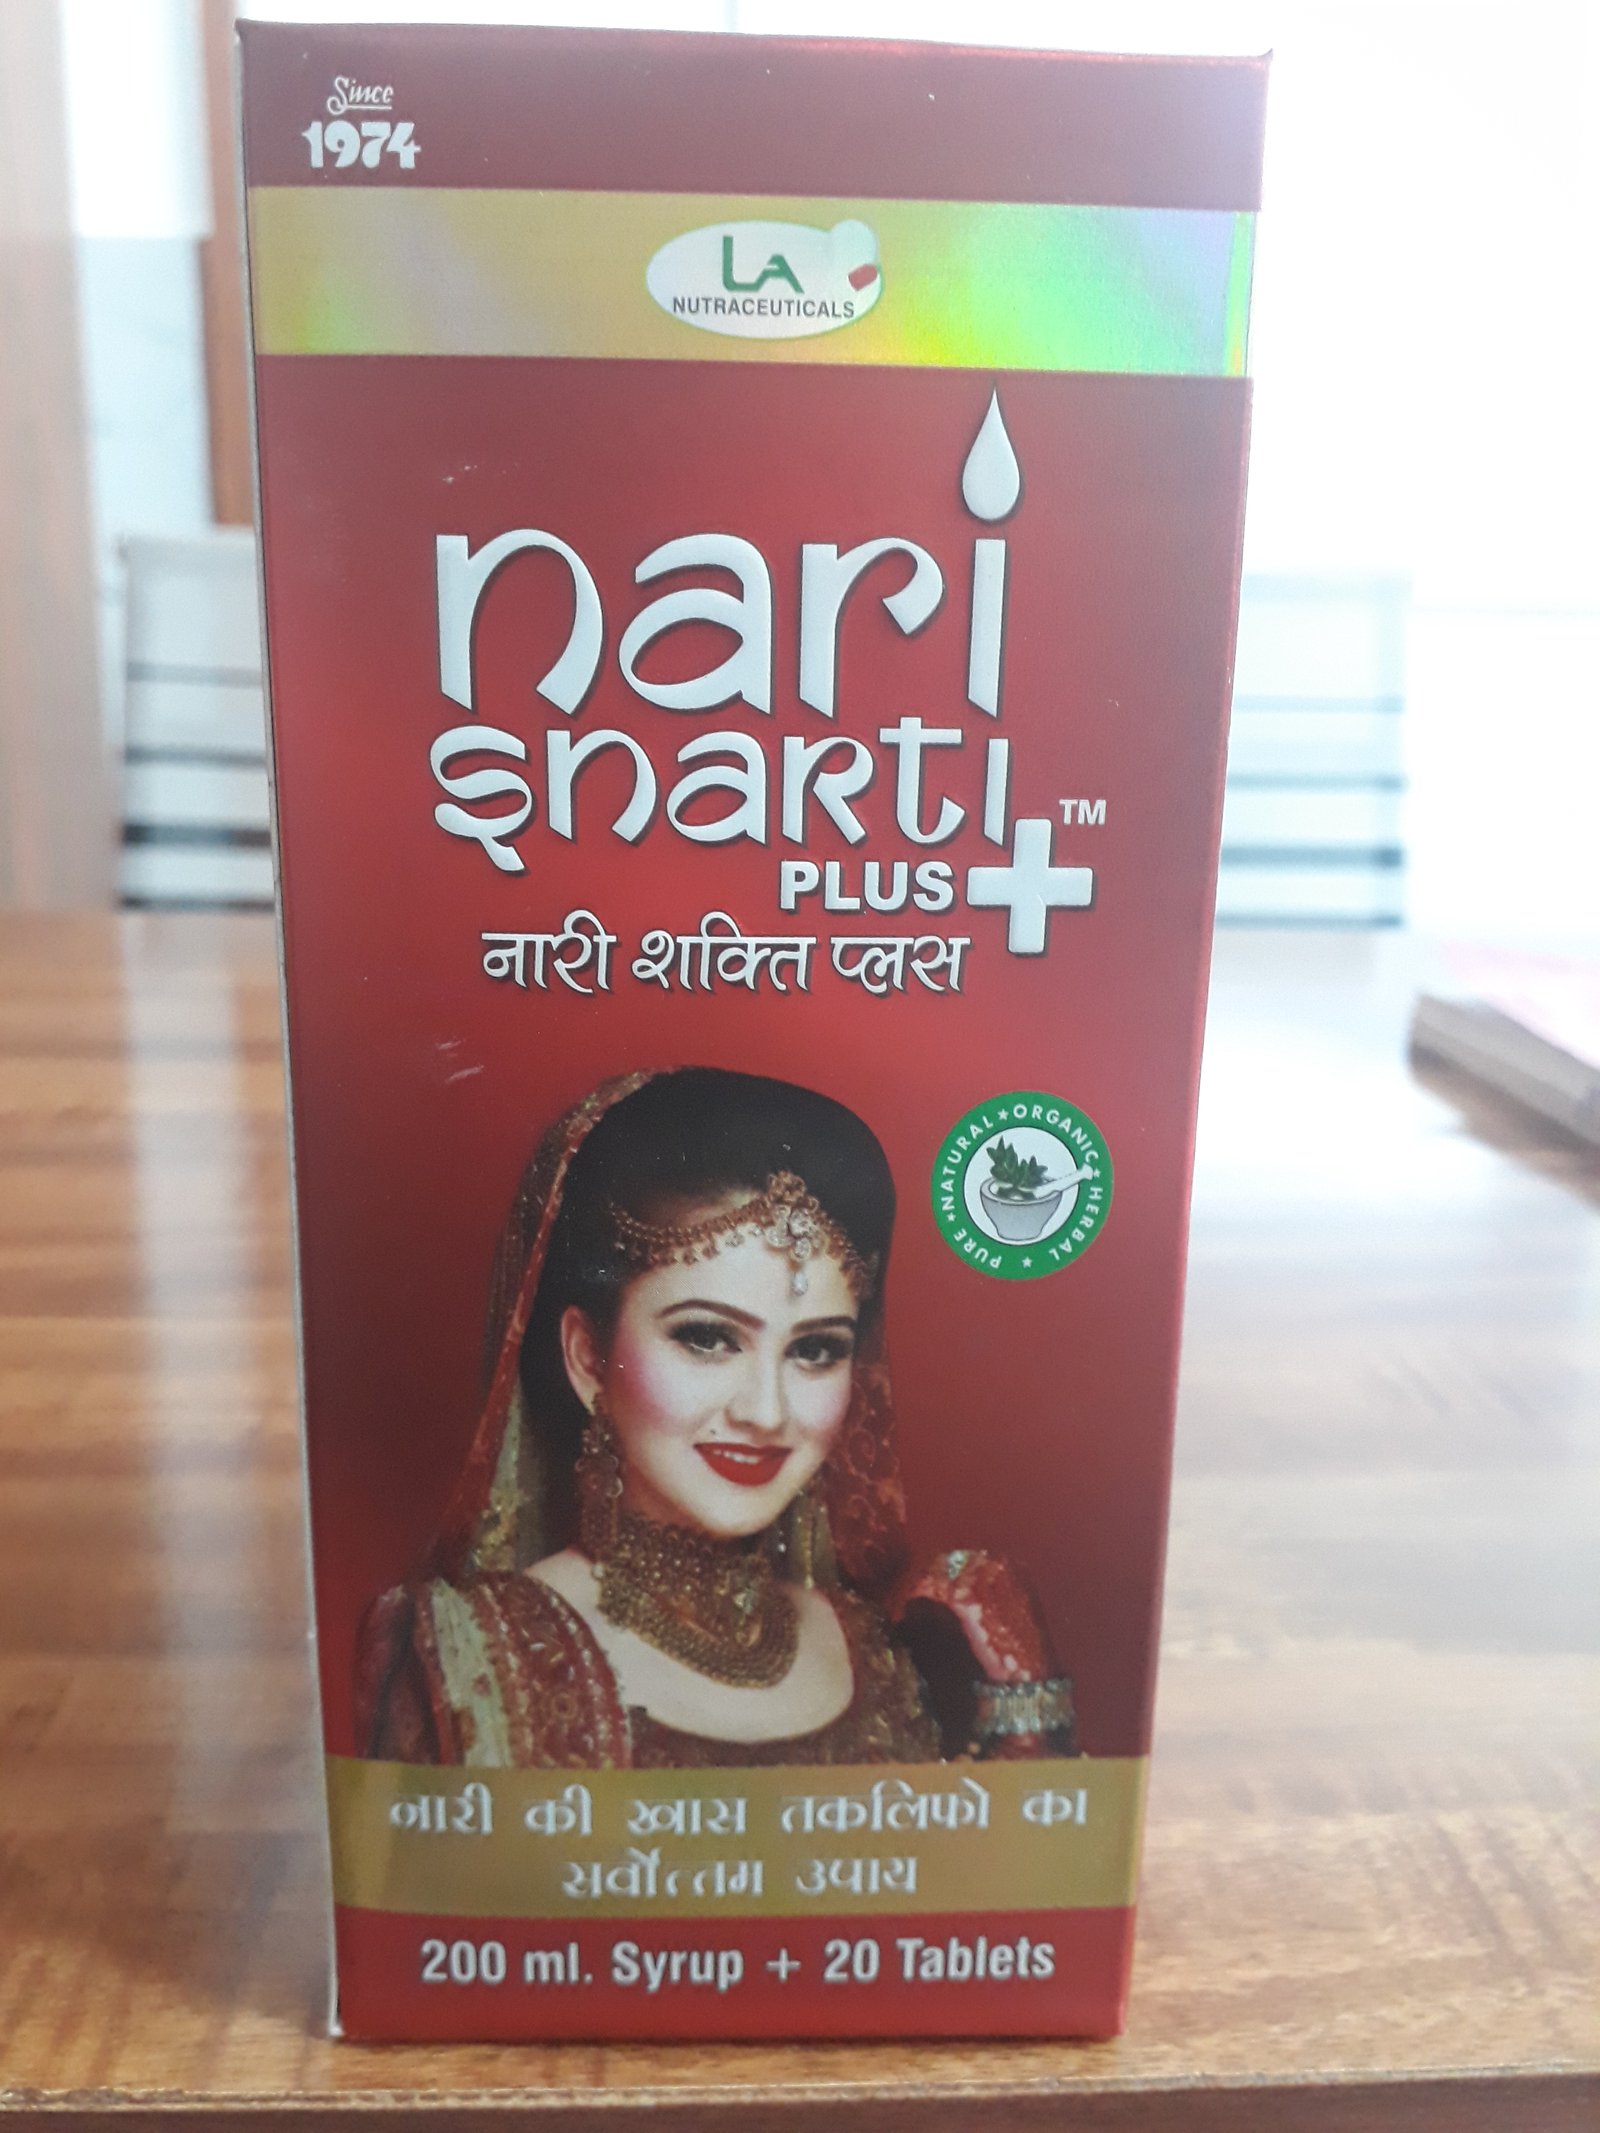 Since
1974
LA
NUTRACEUTICALS
nari
shakti
TM
PLUS+
नारी शक्ति प्लस
PURE ★ NATURAL ★ ORGANIC ★ HERBAL ★
नारी की खास तकलिफो का
सर्वोत्तम उपाय
200 ml. Syrup + 20 Tablets